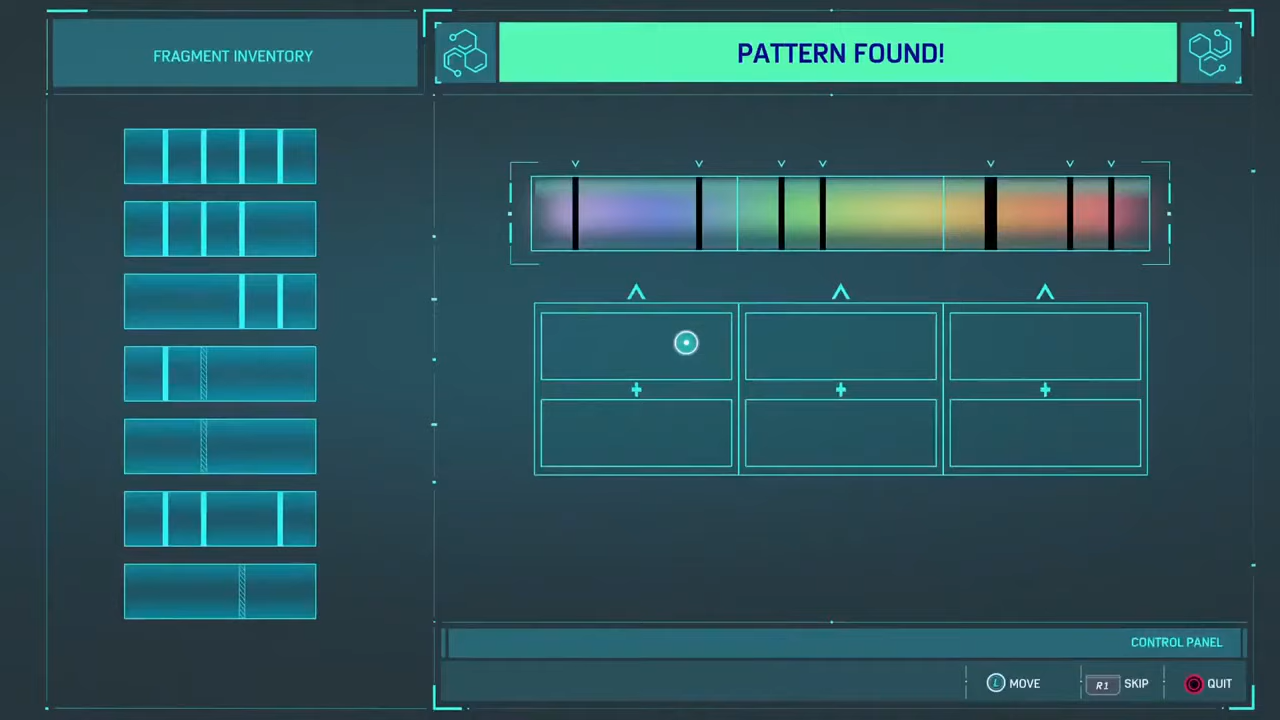 FRAGMENT INVENTORY
PATTERN FOUND!
CONTROL PANEL
L MOVE
R1 SKIP
QUIT